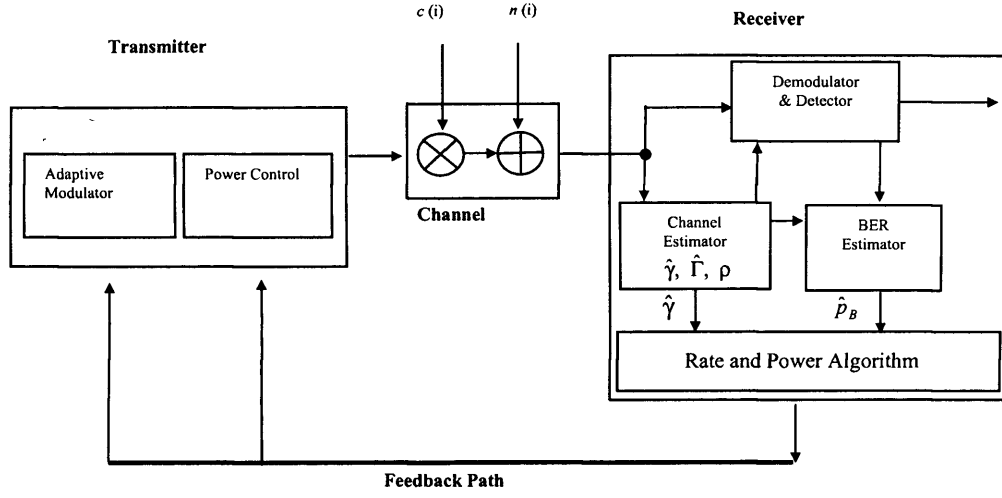 c (i)
n (i)
Receiver
Transmitter
Demodulator
& Detector
Adaptive
Modulator
Power Control
Channel
Channel
Estimator
γ̂, Γ̂, ρ
BER
Estimator
γ̂
p̂_B
Rate and Power Algorithm
Feedback Path